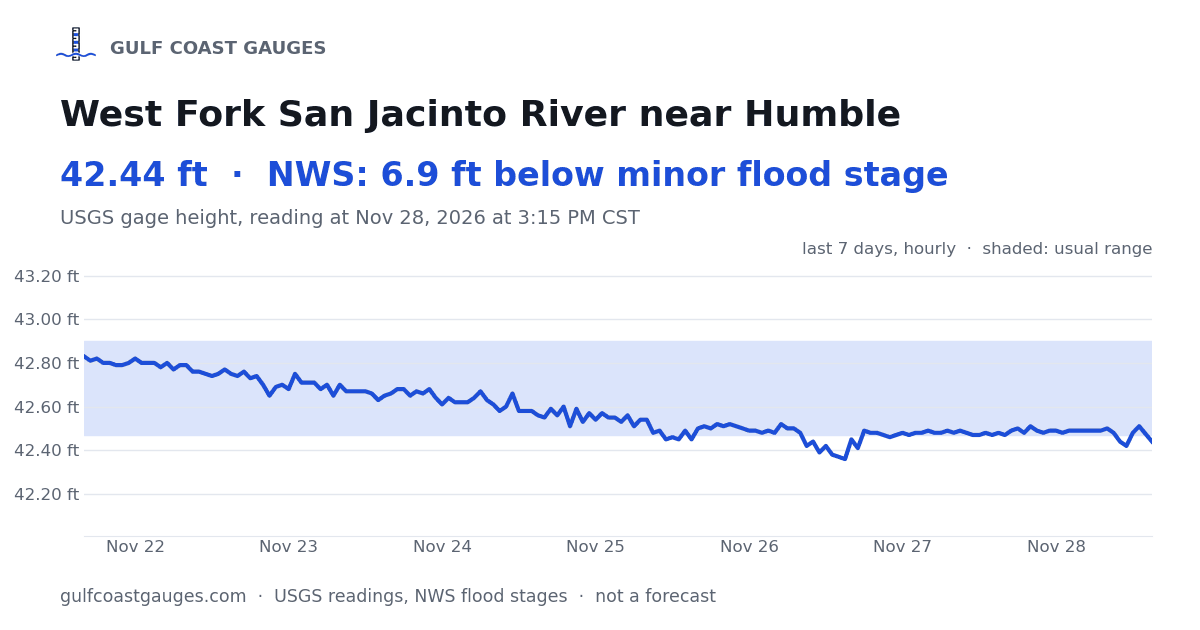 GULF COAST GAUGES
West Fork San Jacinto River near Humble
42.44 ft · NWS: 6.9 ft below minor flood stage
USGS gage height, reading at Nov 28, 2026 at 3:15 PM CST
last 7 days, hourly · shaded: usual range
43.20 ft
43.00 ft
42.80 ft
42.60 ft
42.40 ft
42.20 ft
Nov 22 Nov 23 Nov 24 Nov 25 Nov 26 Nov 27 Nov 28
gulfcoastgauges.com · USGS readings, NWS flood stages · not a forecast